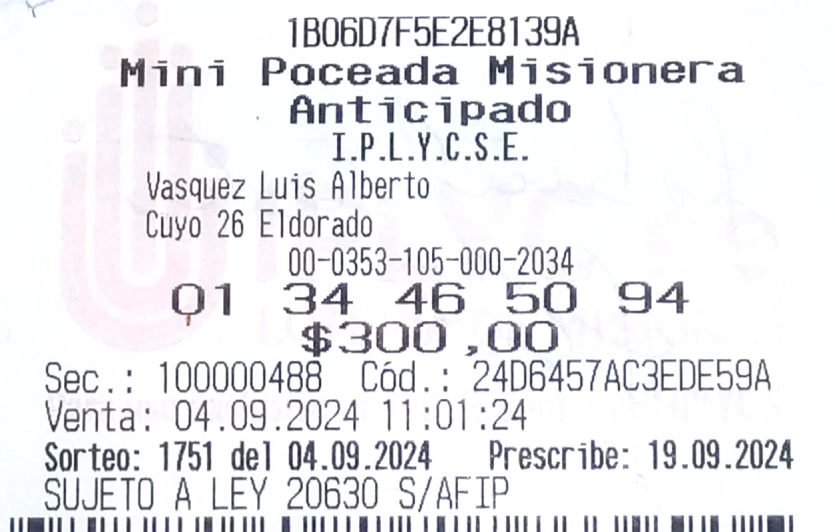 1B06D7F5E2E8139A
Mini Poceada Misionera
Anticipado
I.P.L.Y.C.S.E.
Vasquez Luis Alberto
Cuyo 26 Eldorado
00-0353-105-000-2034
01 34 46 50 94
$300,00
Sec.: 100000488 Cód.: 24D6457AC3EDE59A
Venta: 04.09.2024 11:01:24
Sorteo: 1751 del 04.09.2024 Prescribe: 19.09.2024
SUJETO A LEY 20630 S/AFIP